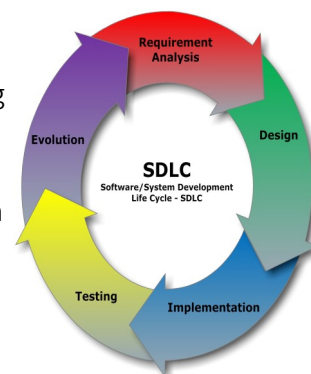 Requirement
Analysis
g
Evolution
Design
SDLC
Software/System Development
Life Cycle - SDLC
Testing
Implementation